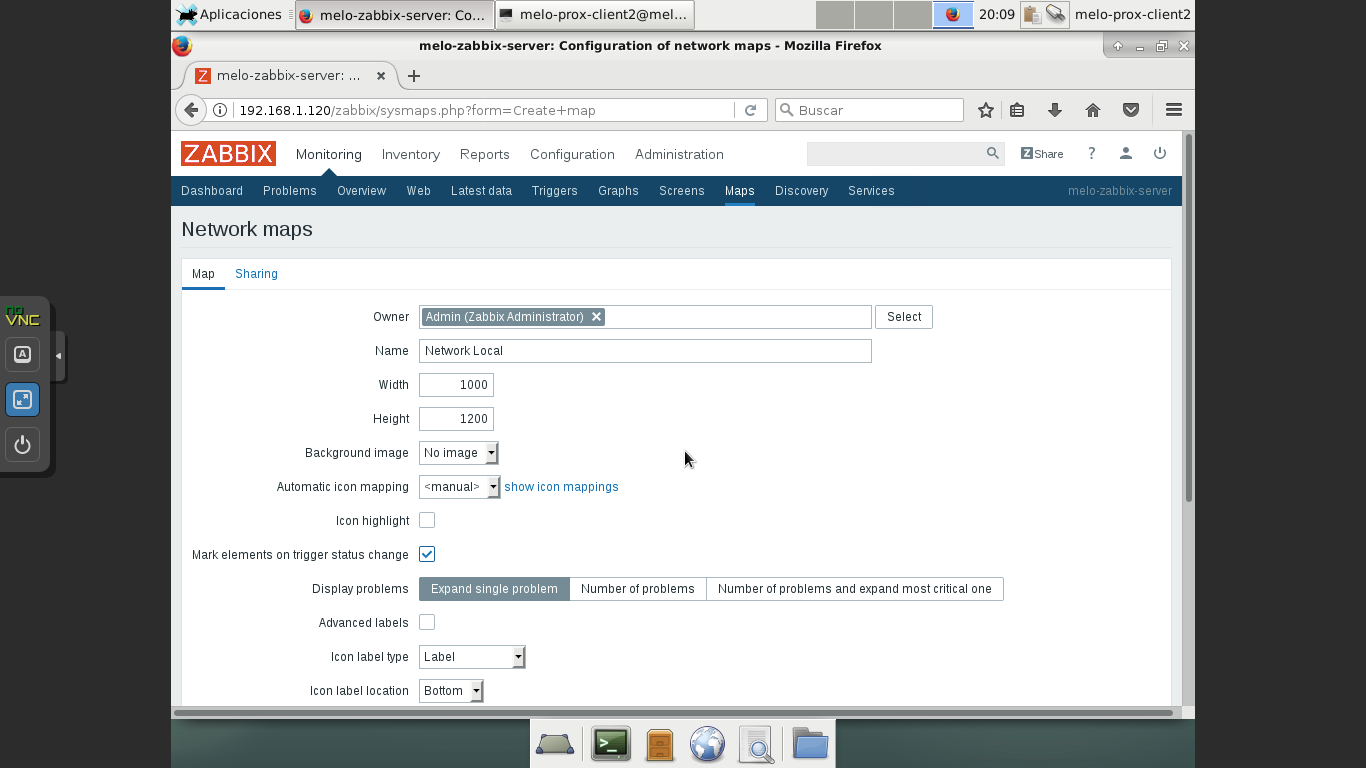 Aplicaciones
melo-zabbix-server: Co...
melo-prox-client2@mel...
20:09
melo-prox-client2
melo-zabbix-server: Configuration of network maps - Mozilla Firefox
Z melo-zabbix-server: ...
192.168.1.120/zabbix/sysmaps.php?form=Create+map
Buscar
ZABBIX Monitoring Inventory Reports Configuration Administration
Z Share ?
Dashboard Problems Overview Web Latest data Triggers Graphs Screens Maps Discovery Services melo-zabbix-server
Network maps
Map Sharing
Owner Admin (Zabbix Administrator) Select
Name Network Local
Width 1000
Height 1200
Background image No image
Automatic icon mapping <manual> show icon mappings
Icon highlight
Mark elements on trigger status change
Display problems Expand single problem Number of problems Number of problems and expand most critical one
Advanced labels
Icon label type Label
Icon label location Bottom
no
VNC
A